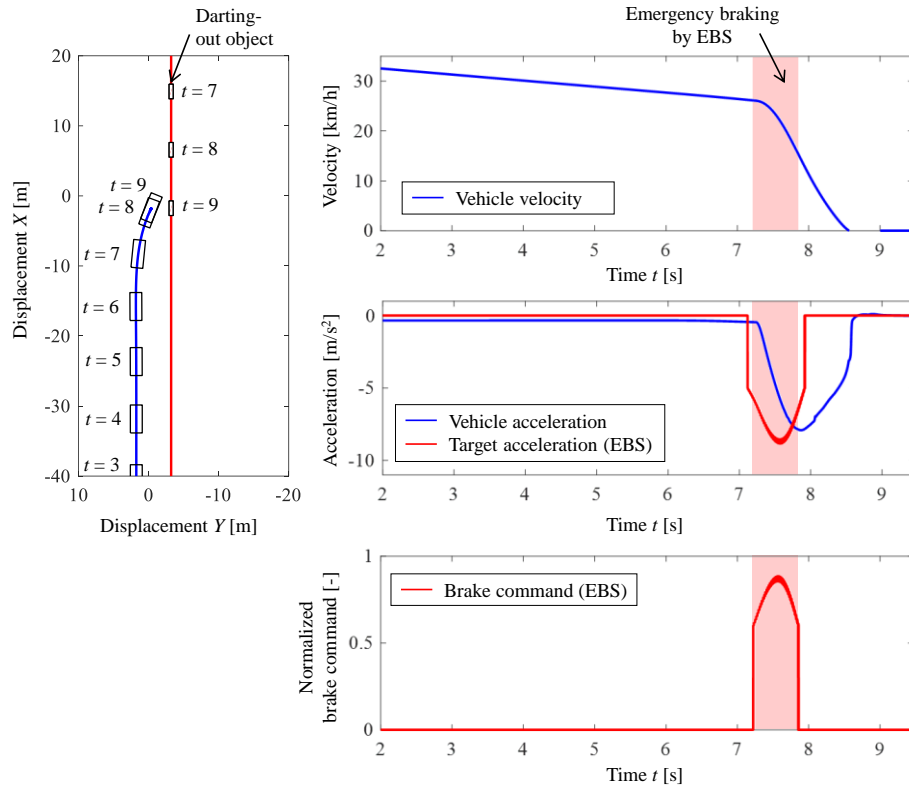 Darting-
out object
20
10
0
-10
-20
-30
-40
10
0
-10
-20
Displacement X [m]
Displacement Y [m]
t = 7
t = 8
t = 9
t = 9
t = 8
t = 7
t = 6
t = 5
t = 4
t = 3
Emergency braking
by EBS
Velocity [km/h]
30
20
10
0
Vehicle velocity
2
3
4
5
6
7
8
9
Time t [s]
Acceleration [m/s²]
0
-5
-10
Vehicle acceleration
Target acceleration (EBS)
2
3
4
5
6
7
8
9
Time t [s]
Normalized
brake command [-]
1
0.5
0
Brake command (EBS)
2
3
4
5
6
7
8
9
Time t [s]